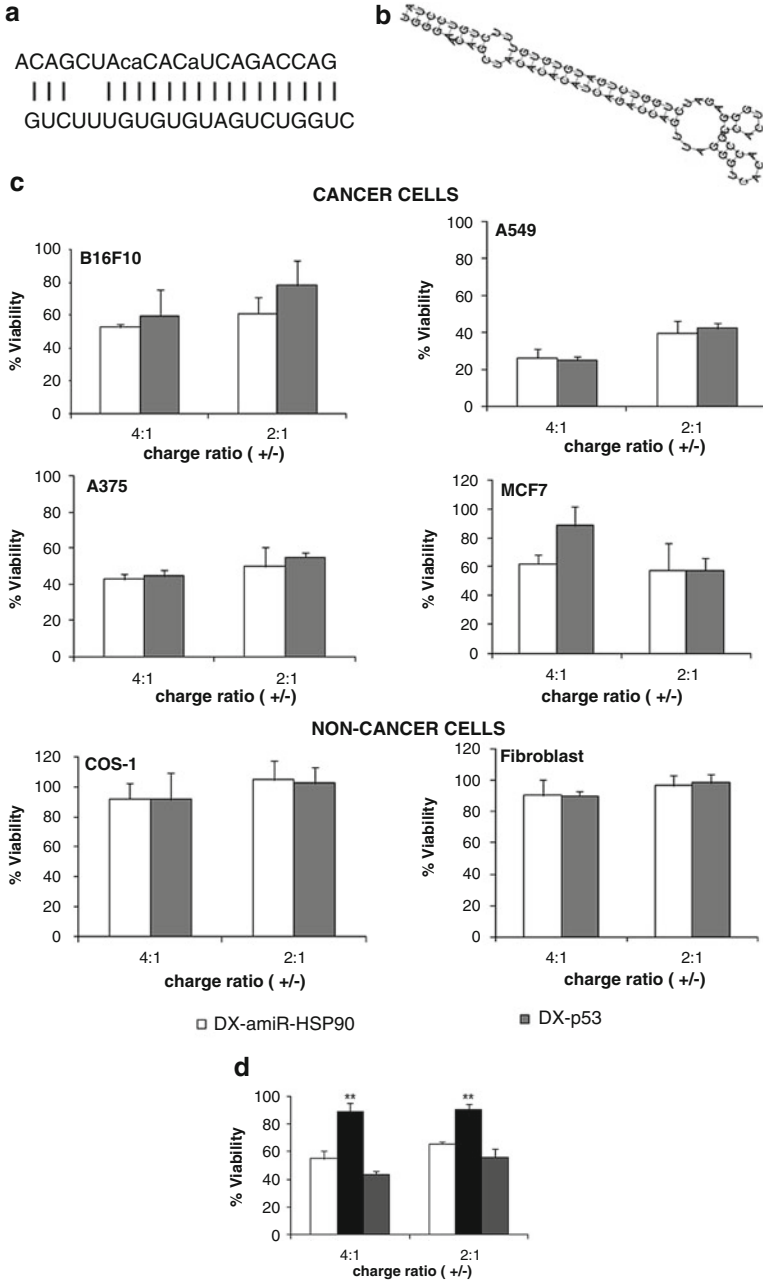 a
b
ACAGCUAcaCACaUCAGACCAG
GUCUUUGUGUGUAGUCUGGUC
c
CANCER CELLS
B16F10
% Viability
100
80
60
40
20
0
4:1
2:1
charge ratio ( +/-)
A549
% Viability
100
80
60
40
20
0
4:1
2:1
charge ratio ( +/-)
A375
% Viability
100
80
60
40
20
0
4:1
2:1
charge ratio ( +/-)
MCF7
% Viability
120
100
80
60
40
20
0
4:1
2:1
charge ratio ( +/-)
NON-CANCER CELLS
COS-1
% Viability
120
100
80
60
40
20
0
4:1
2:1
charge ratio ( +/-)
Fibroblast
% Viability
120
100
80
60
40
20
0
4:1
2:1
charge ratio ( +/-)
DX-amiR-HSP90
DX-p53
d
% Viability
100
80
60
40
20
0
**
**
4:1
2:1
charge ratio ( +/-)